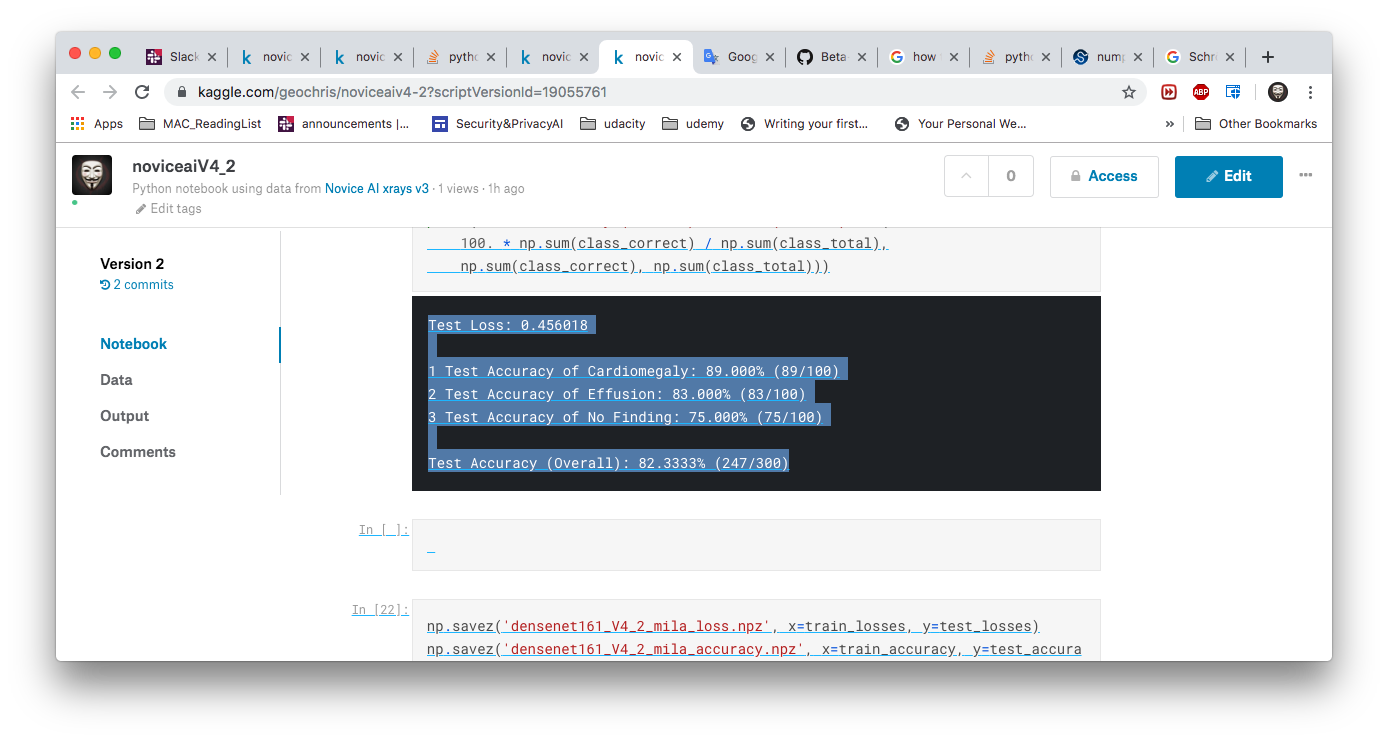 Slack
novic
novic
pytho
novic
novic
Goog
Beta
how
pytho
nump
Schr
kaggle.com/geochris/noviceaiv4-2?scriptVersionId=19055761
ABP
Apps
MAC_ReadingList
announcements |...
Security&PrivacyAI
udacity
udemy
Writing your first...
Your Personal We...
»
Other Bookmarks
noviceaiV4_2
Python notebook using data from Novice AI xrays v3 · 1 views · 1h ago
Edit tags
0
Access
Edit
Version 2
2 commits
Notebook
Data
Output
Comments
100. * np.sum(class_correct) / np.sum(class_total),
np.sum(class_correct), np.sum(class_total)))
Test Loss: 0.456018
1 Test Accuracy of Cardiomegaly: 89.000% (89/100)
2 Test Accuracy of Effusion: 83.000% (83/100)
3 Test Accuracy of No Finding: 75.000% (75/100)
Test Accuracy (Overall): 82.3333% (247/300)
In [ ]:
In [22]:
np.savez('densenet161_V4_2_mila_loss.npz', x=train_losses, y=test_losses)
np.savez('densenet161_V4_2_mila_accuracy.npz', x=train_accuracy, y=test_accura